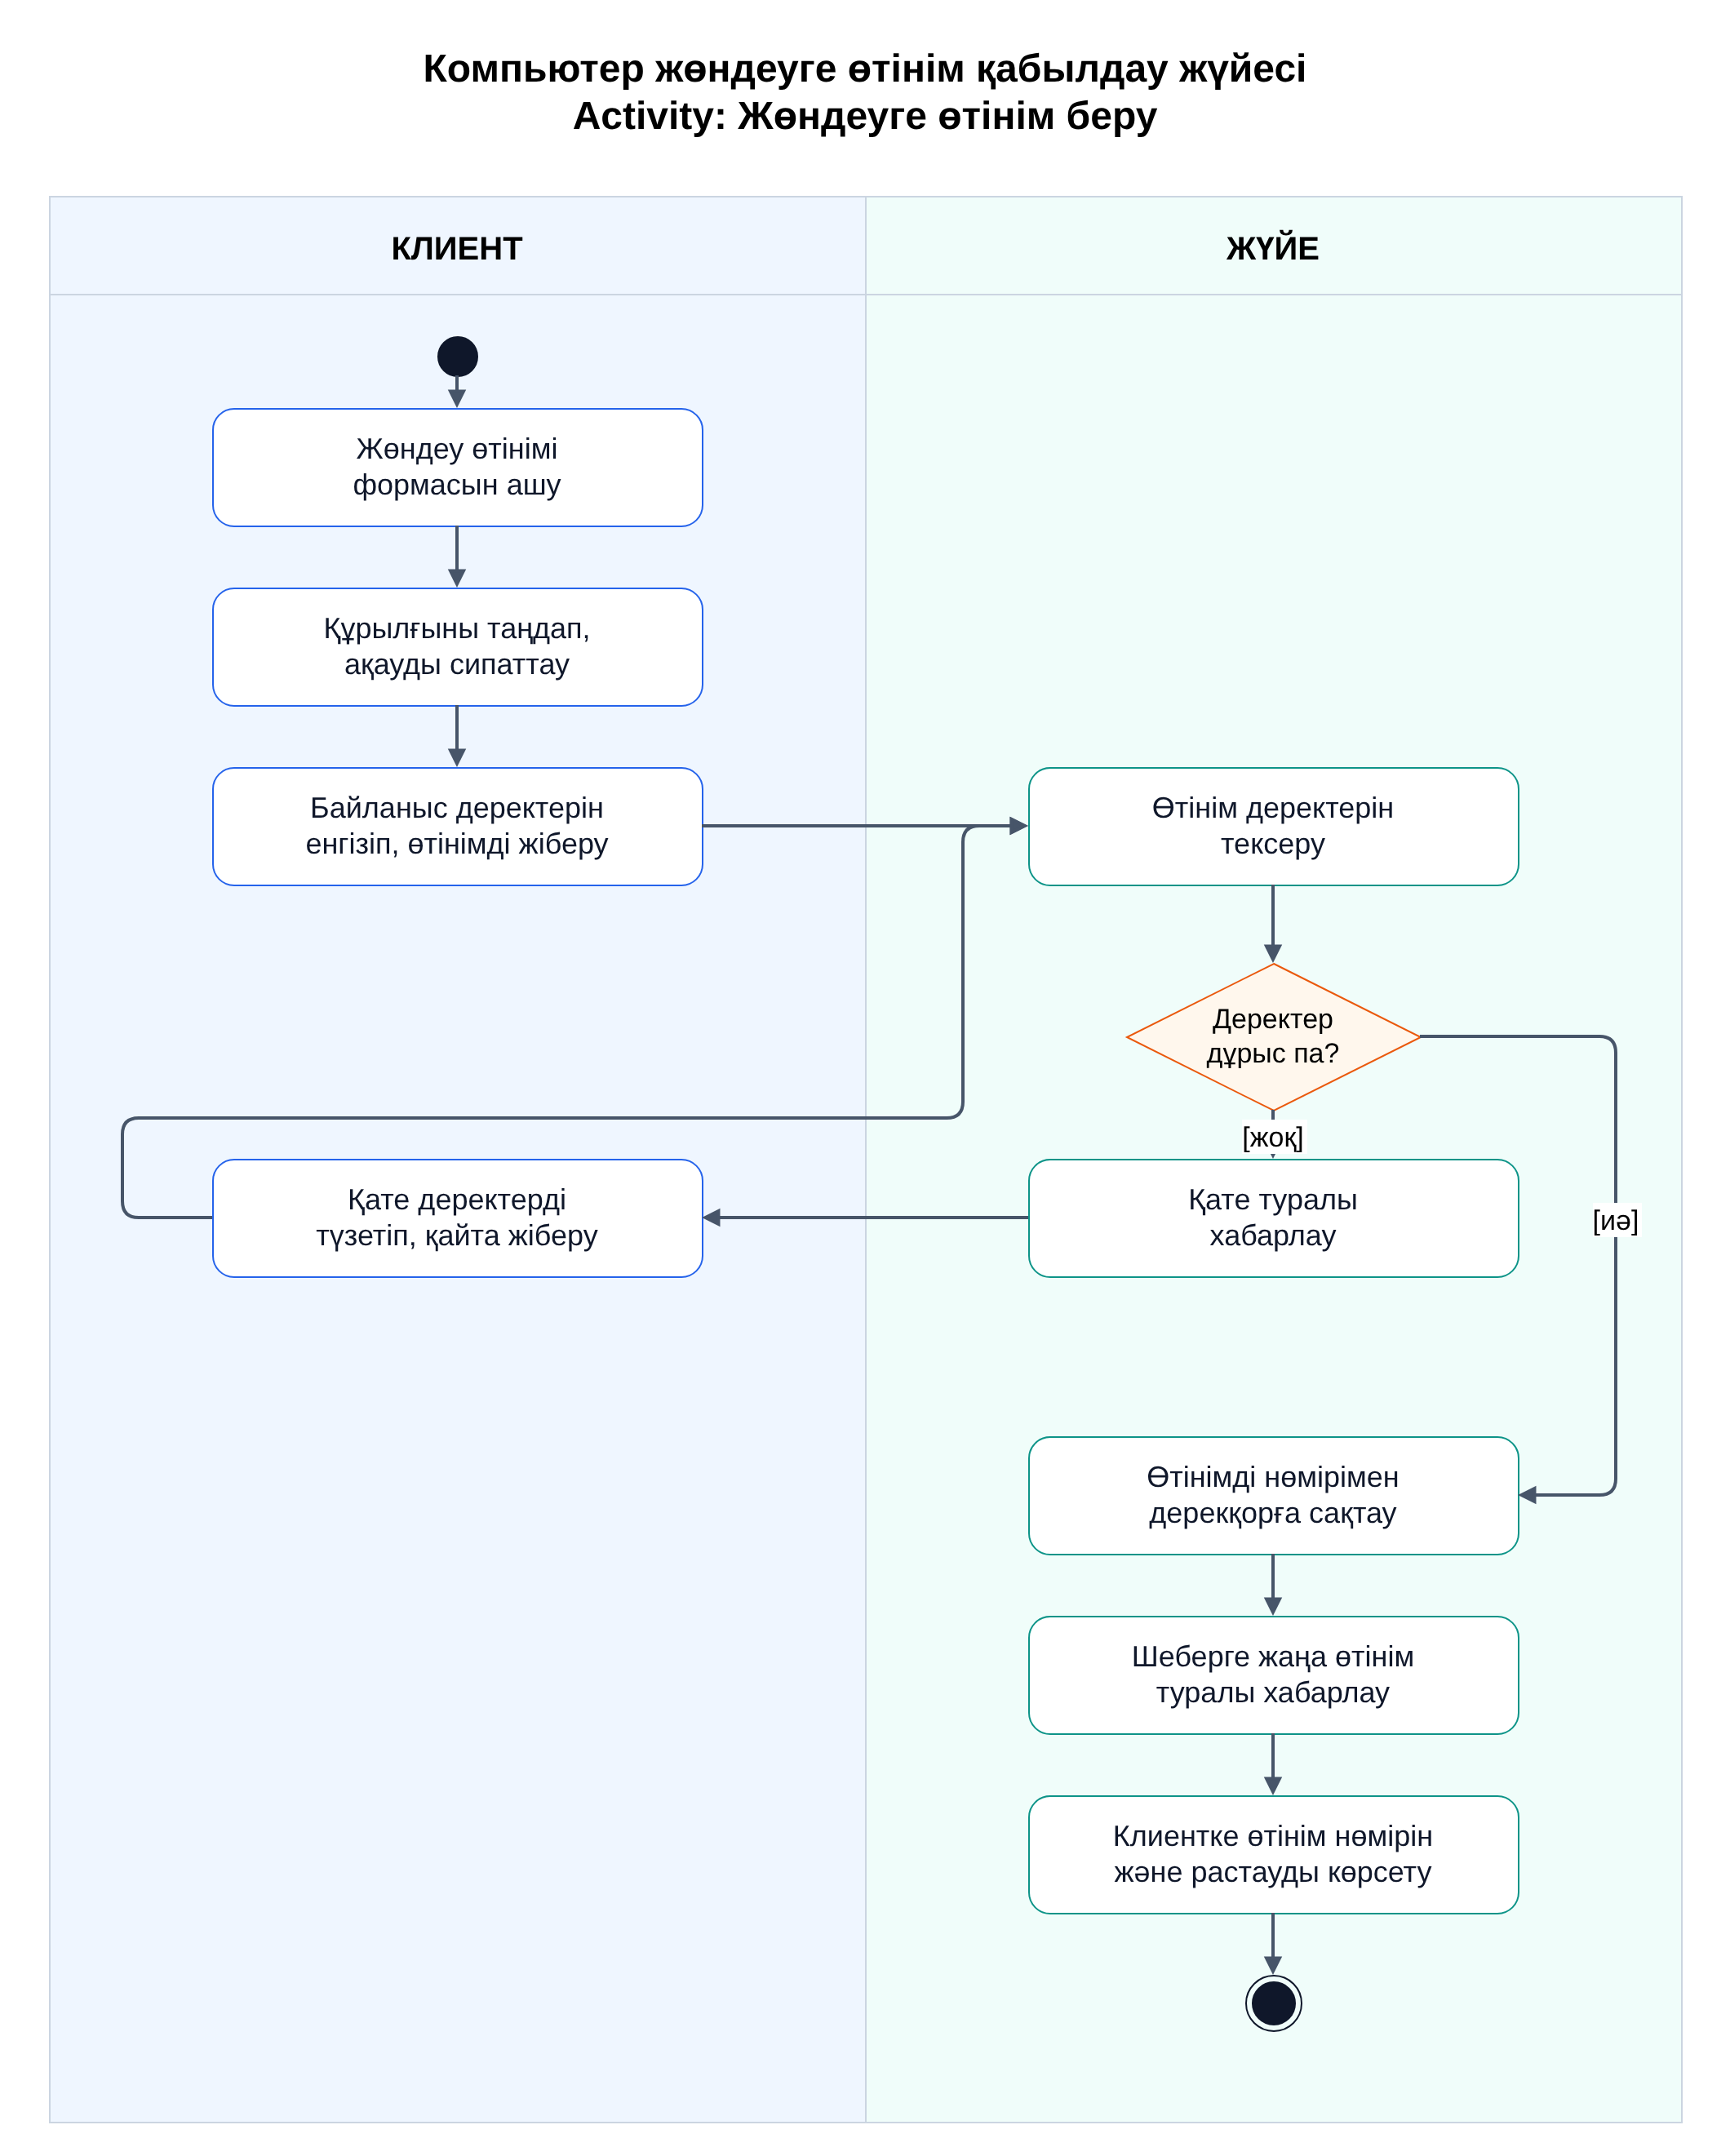 Компьютер жөндеуге өтінім қабылдау жүйесі
Activity: Жөндеуге өтінім беру
КЛИЕНТ
ЖҮЙЕ
Жөндеу өтінімі
формасын ашу
Құрылғыны таңдап,
ақауды сипаттау
Байланыс деректерін
енгізіп, өтінімді жіберу
Өтінім деректерін
тексеру
Деректер
дұрыс па?
[жоқ]
[иә]
Қате деректерді
түзетіп, қайта жіберу
Қате туралы
хабарлау
Өтінімді нөмірімен
дерекқорға сақтау
Шеберге жаңа өтінім
туралы хабарлау
Клиентке өтінім нөмірін
және растауды көрсету